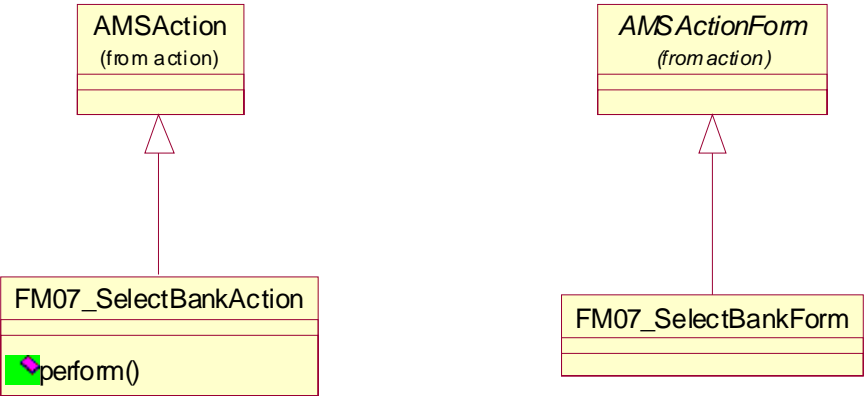 AMSAction
(from action)
AMSActionForm
(from action)
FM07_SelectBankAction
perform()
FM07_SelectBankForm